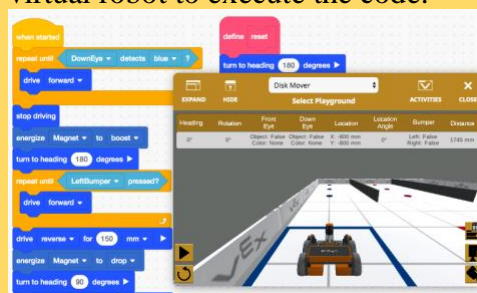 virtual robot to execute the code.
when started
define reset
repeat until DownEye detects blue ?
turn to heading 180 degrees
drive forward
stop driving
energize Magnet to boost
turn to heading 180 degrees
repeat until LeftBumper pressed?
drive forward
drive reverse for 150 mm
energize Magnet to drop
turn to heading 90 degrees
Disk Mover
EXPAND HIDE Select Playground ACTIVITIES CLOSE
Heading Rotation Front Eye Down Eye Location Location Angle Bumper Distance
0° 0° Object: False Color: None Object: False Color: None X: -800 mm Y: -800 mm 0° Left: False Right: False 1745 mm
VEX